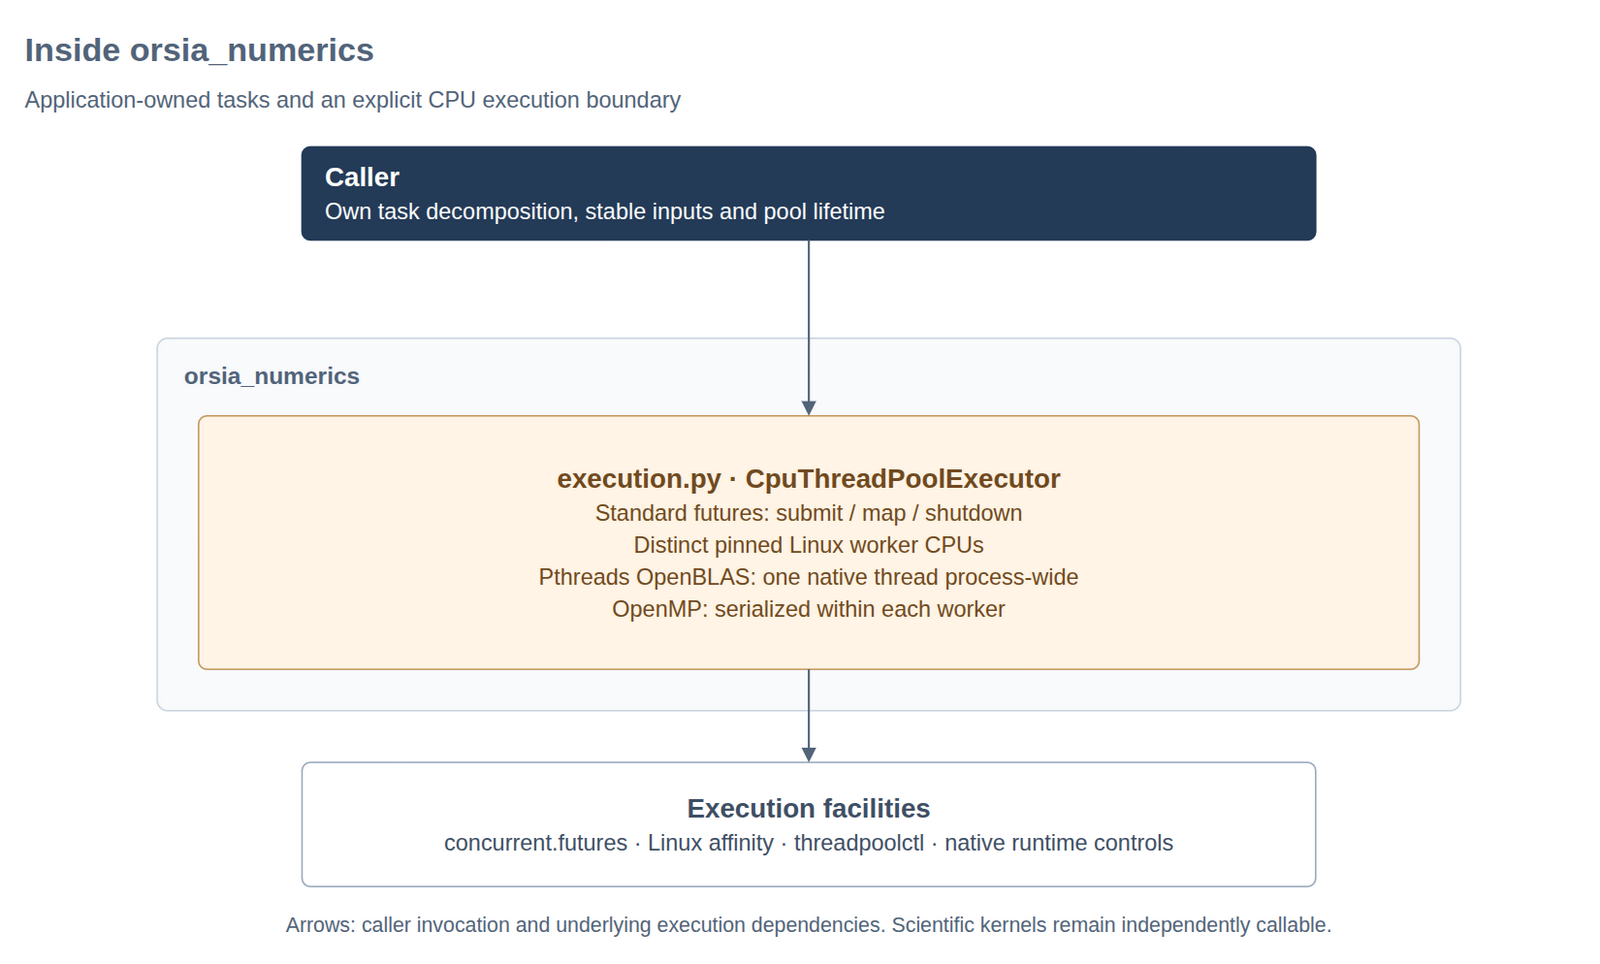 Inside orsia_numerics
Application-owned tasks and an explicit CPU execution boundary
Caller
Own task decomposition, stable inputs and pool lifetime
orsia_numerics
execution.py · CpuThreadPoolExecutor
Standard futures: submit / map / shutdown
Distinct pinned Linux worker CPUs
Pthreads OpenBLAS: one native thread process-wide
OpenMP: serialized within each worker
Execution facilities
concurrent.futures · Linux affinity · threadpoolctl · native runtime controls
Arrows: caller invocation and underlying execution dependencies. Scientific kernels remain independently callable.